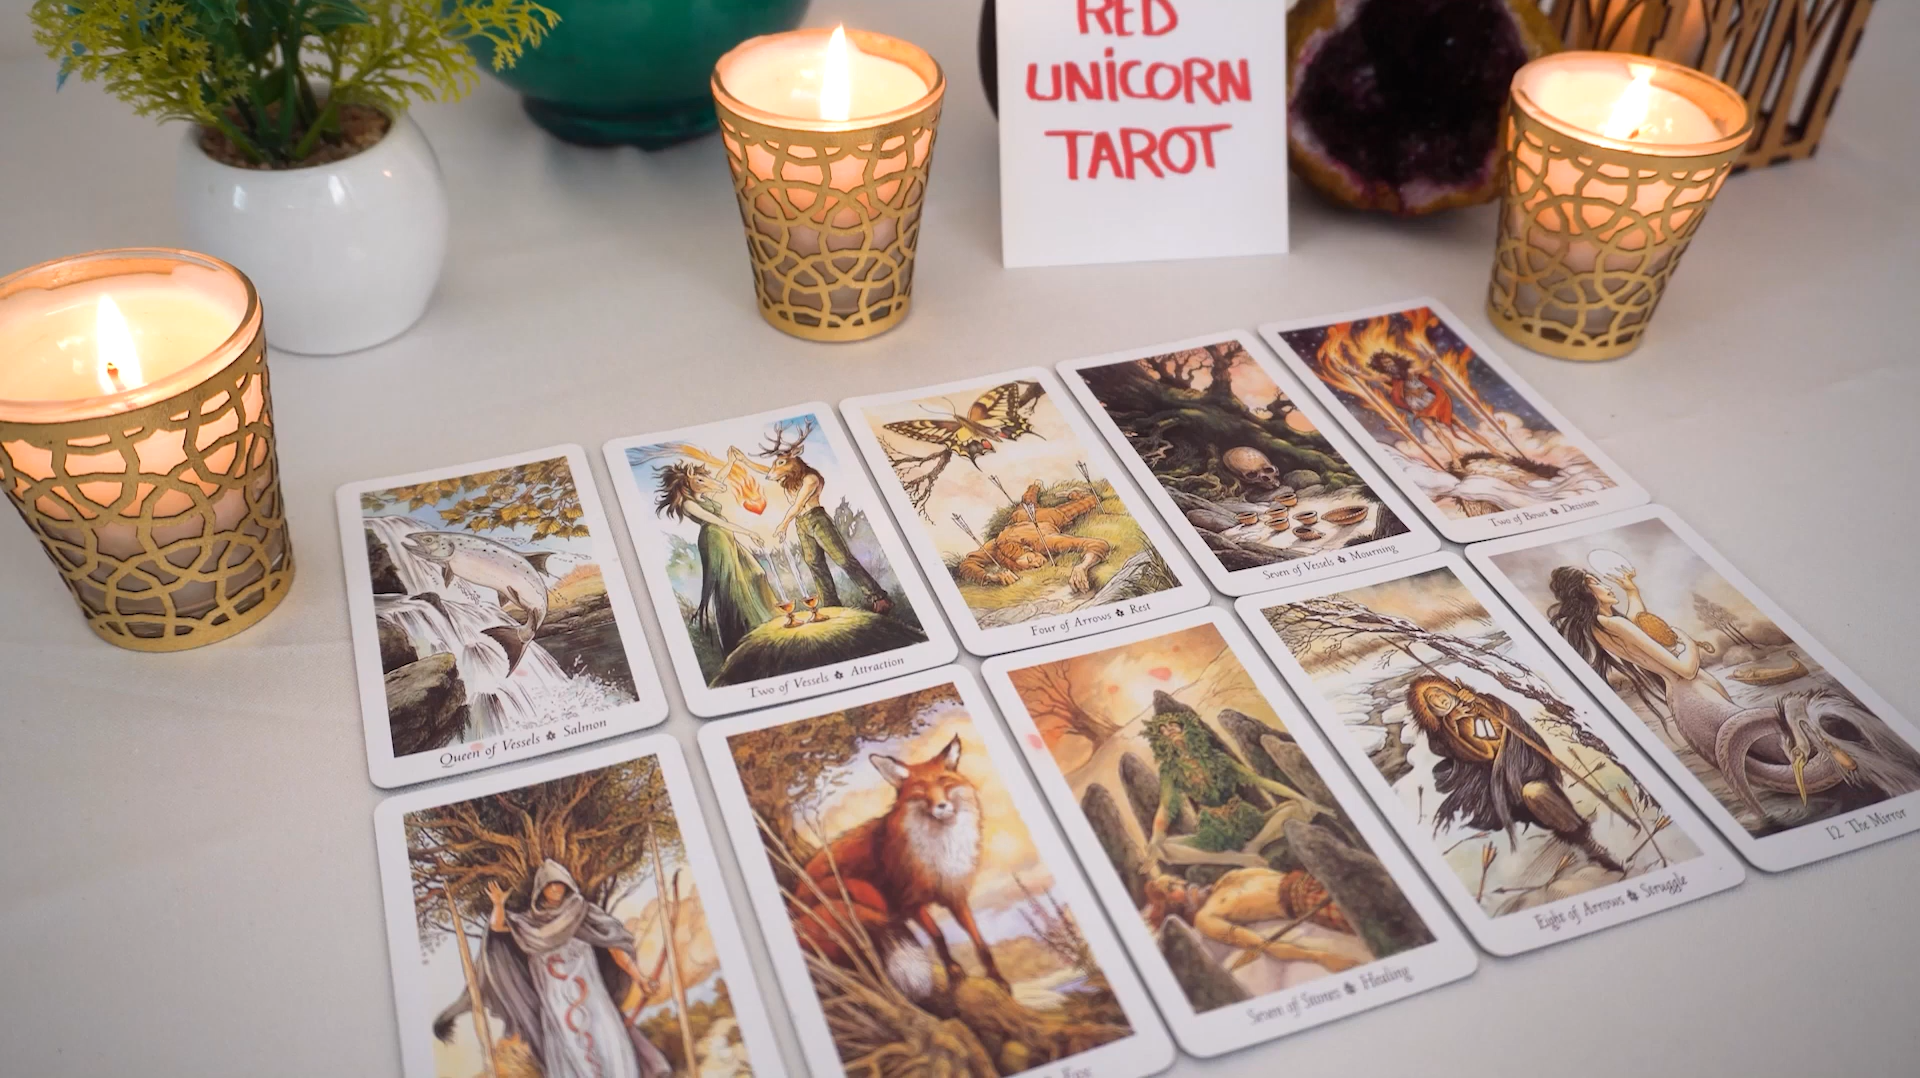 RED
UNICORN
TAROT
Two of Bows Decision
Seven of Vessels Mourning
Four of Arrows Rest
Two of Vessels Attraction
Queen of Vessels Salmon
12 The Mirror
Eight of Arrows Struggle
Seven of Stones Healing